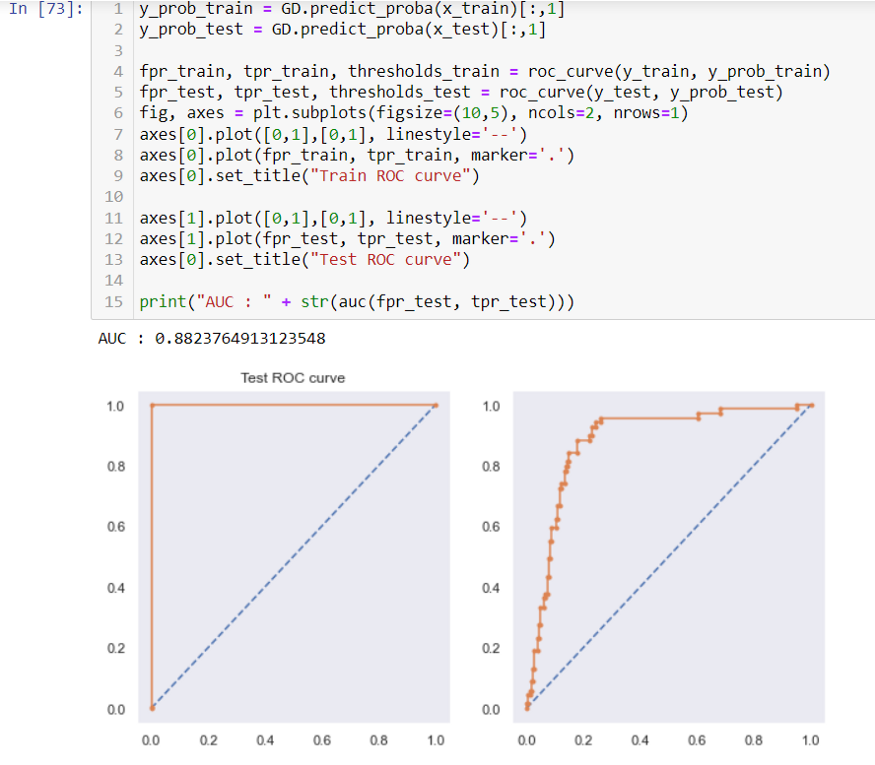 In [73]:
1 y_prob_train = GD.predict_proba(x_train)[:,1]
2 y_prob_test = GD.predict_proba(x_test)[:,1]
3
4 fpr_train, tpr_train, thresholds_train = roc_curve(y_train, y_prob_train)
5 fpr_test, tpr_test, thresholds_test = roc_curve(y_test, y_prob_test)
6 fig, axes = plt.subplots(figsize=(10,5), ncols=2, nrows=1)
7 axes[0].plot([0,1],[0,1], linestyle='--')
8 axes[0].plot(fpr_train, tpr_train, marker='.')
9 axes[0].set_title("Train ROC curve")
10
11 axes[1].plot([0,1],[0,1], linestyle='--')
12 axes[1].plot(fpr_test, tpr_test, marker='.')
13 axes[0].set_title("Test ROC curve")
14
15 print("AUC : " + str(auc(fpr_test, tpr_test)))
AUC : 0.8823764913123548
Test ROC curve
1.0
0.8
0.6
0.4
0.2
0.0
0.0 0.2 0.4 0.6 0.8 1.0
1.0
0.8
0.6
0.4
0.2
0.0
0.0 0.2 0.4 0.6 0.8 1.0